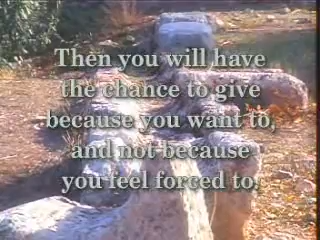 Then you will have
the chance to give
because you want to,
and not because
you feel forced to.